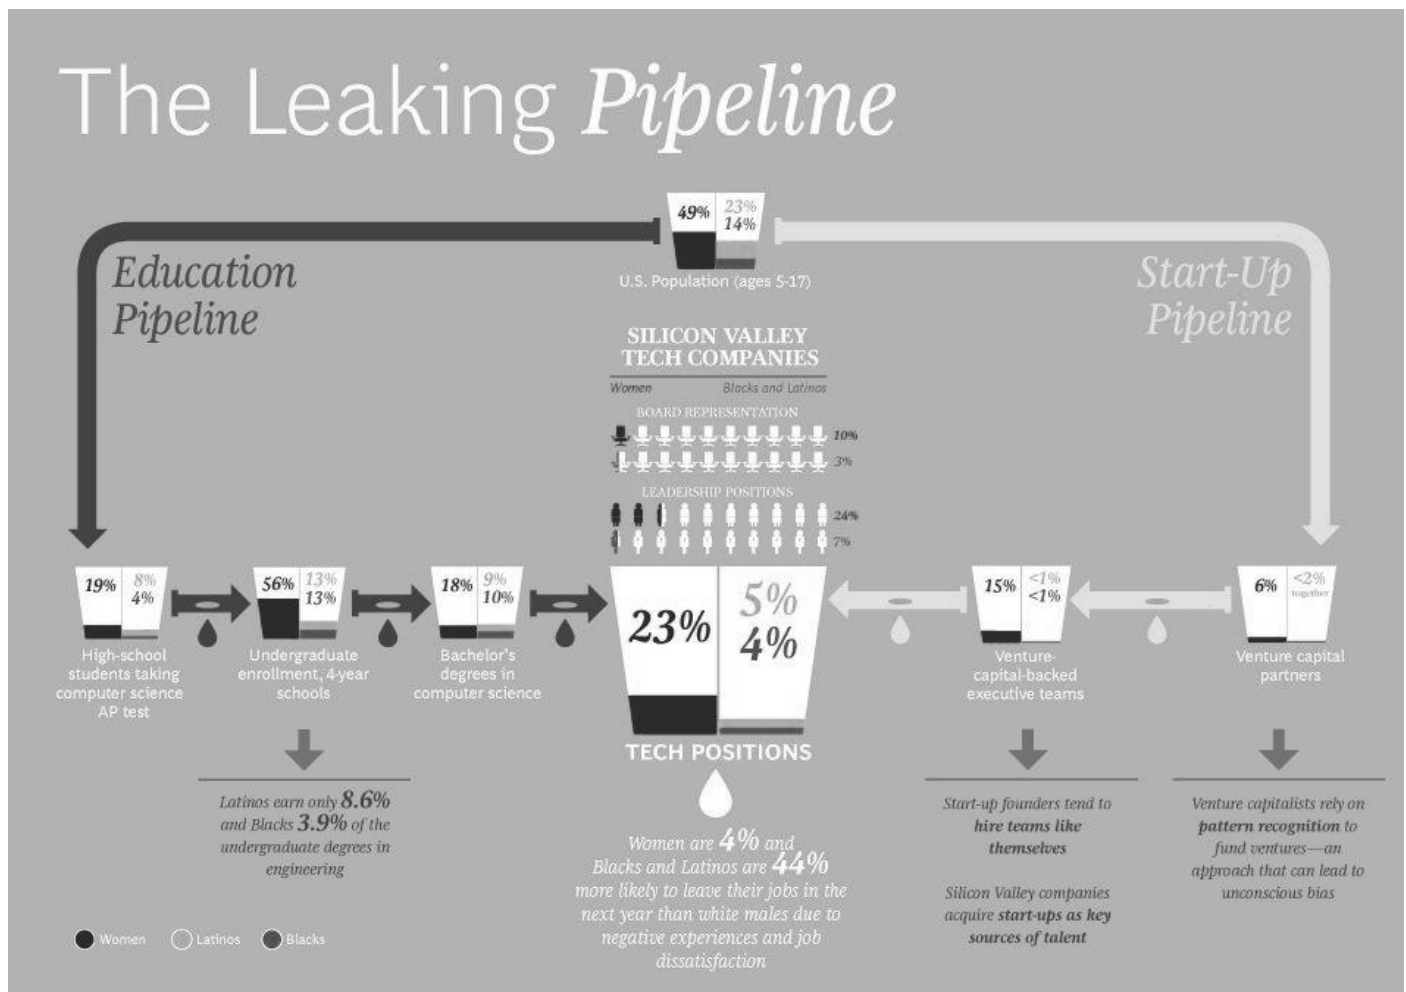 The Leaking Pipeline
49%
23%
14%
U.S. Population (ages 5-17)
Education
Pipeline
Start-Up
Pipeline
SILICON VALLEY
TECH COMPANIES
Women
Blacks and Latinos
BOARD REPRESENTATION
10%
3%
LEADERSHIP POSITIONS
24%
7%
19%
8%
4%
High-school
students taking
computer science
AP test
56%
13%
13%
Undergraduate
enrollment, 4-year
schools
18%
9%
10%
Bachelor's
degrees in
computer science
23%
5%
4%
TECH POSITIONS
15%
<1%
<1%
Venture-
capital-backed
executive teams
6%
<2%
together
Venture capital
partners
Latinos earn only 8.6%
and Blacks 3.9% of the
undergraduate degrees in
engineering
Women are 4% and
Blacks and Latinos are 44%
more likely to leave their jobs in the
next year than white males due to
negative experiences and job
dissatisfaction
Start-up founders tend to
hire teams like
themselves
Silicon Valley companies
acquire start-ups as key
sources of talent
Venture capitalists rely on
pattern recognition to
fund ventures—an
approach that can lead to
unconscious bias
Women
Latinos
Blacks